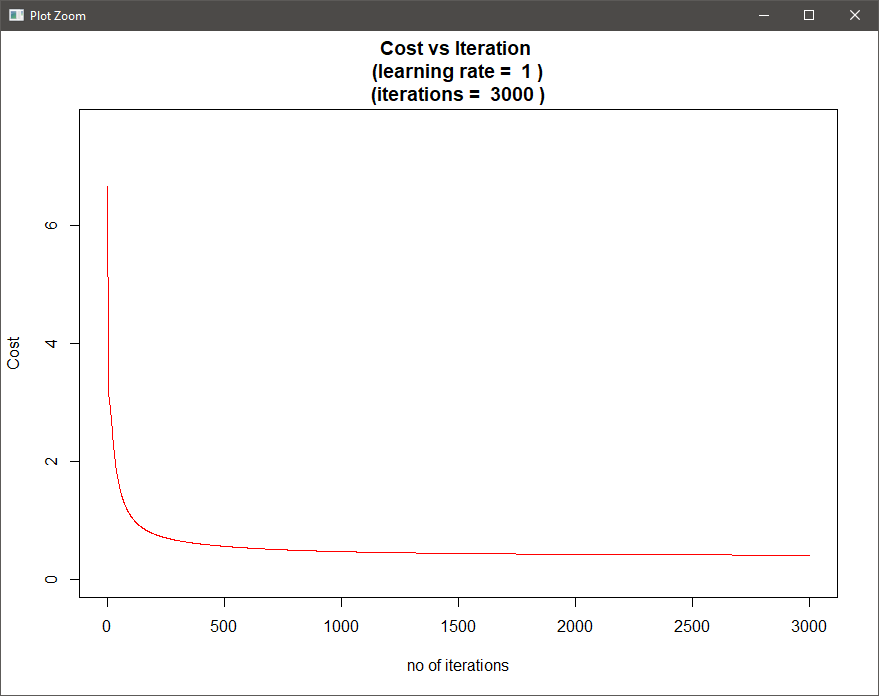 Plot Zoom
Cost vs Iteration
(learning rate =  1 )
(iterations =  3000 )
6
4
2
0
Cost
0 500 1000 1500 2000 2500 3000
no of iterations